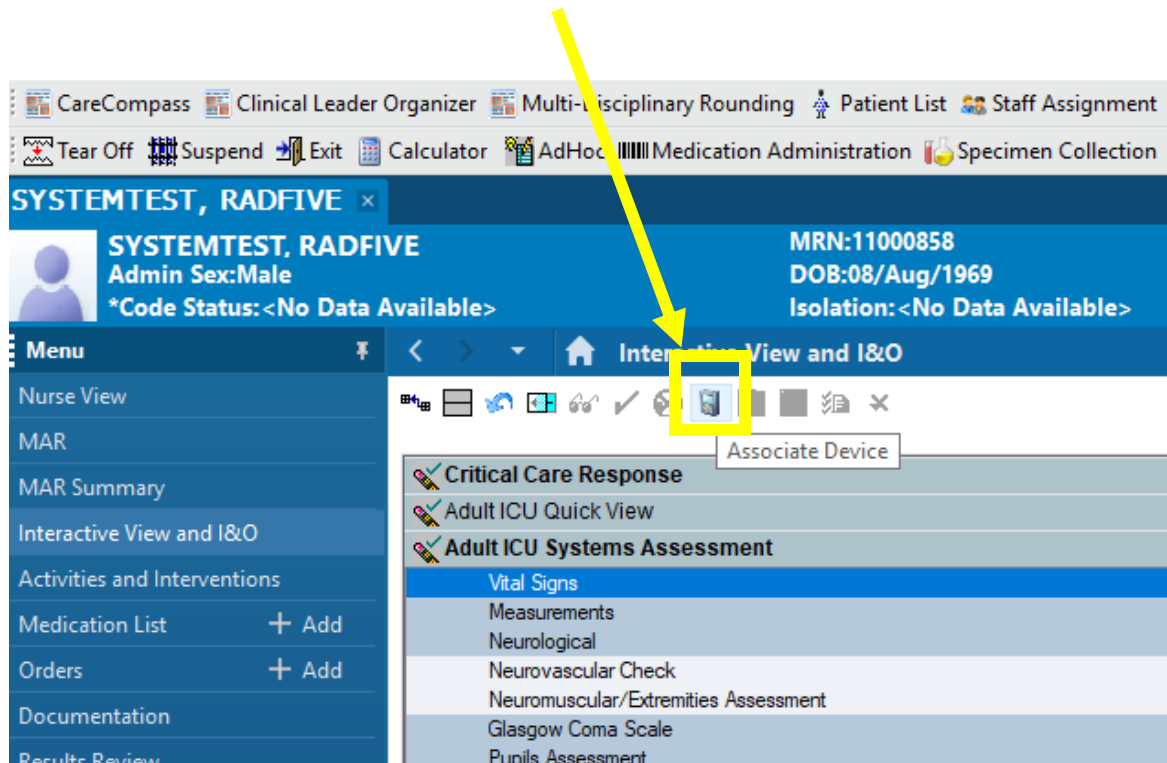 CareCompass Clinical Leader Organizer Multi-Disciplinary Rounding Patient List Staff Assignment
Tear Off Suspend Exit Calculator AdHoc Medication Administration Specimen Collection
SYSTEMTEST, RADFIVE ×
SYSTEMTEST, RADFIVE
Admin Sex:Male
*Code Status:<No Data Available>
MRN:11000858
DOB:08/Aug/1969
Isolation:<No Data Available>
Menu
Nurse View
MAR
MAR Summary
Interactive View and I&O
Activities and Interventions
Medication List + Add
Orders + Add
Documentation
Results Review
Interactive View and I&O
Associate Device
Critical Care Response
Adult ICU Quick View
Adult ICU Systems Assessment
Vital Signs
Measurements
Neurological
Neurovascular Check
Neuromuscular/Extremities Assessment
Glasgow Coma Scale
Pupils Assessment